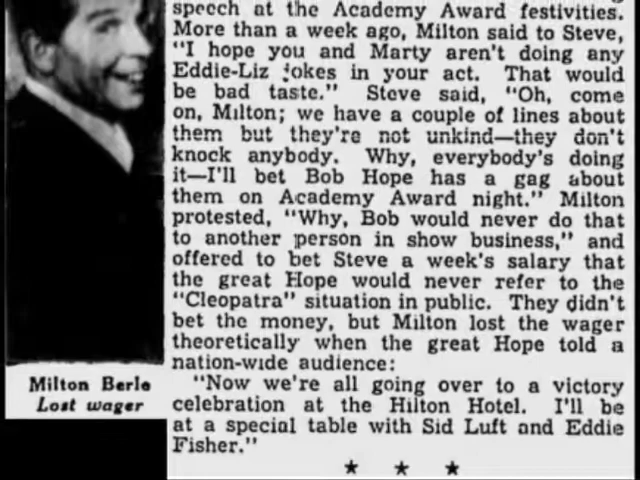 speech at the Academy Award festivities.
More than a week ago, Milton said to Steve,
"I hope you and Marty aren't doing any
Eddie-Liz jokes in your act. That would
be bad taste." Steve said, "Oh, come
on, Milton; we have a couple of lines about
them but they're not unkind—they don't
knock anybody. Why, everybody's doing
it—I'll bet Bob Hope has a gag about
them on Academy Award night." Milton
protested, "Why, Bob would never do that
to another person in show business," and
offered to bet Steve a week's salary that
the great Hope would never refer to the
"Cleopatra" situation in public. They didn't
bet the money, but Milton lost the wager
theoretically when the great Hope told a
nation-wide audience:
"Now we're all going over to a victory
celebration at the Hilton Hotel. I'll be
at a special table with Sid Luft and Eddie
Fisher."
★ ★ ★
Milton Berle
Lost wager